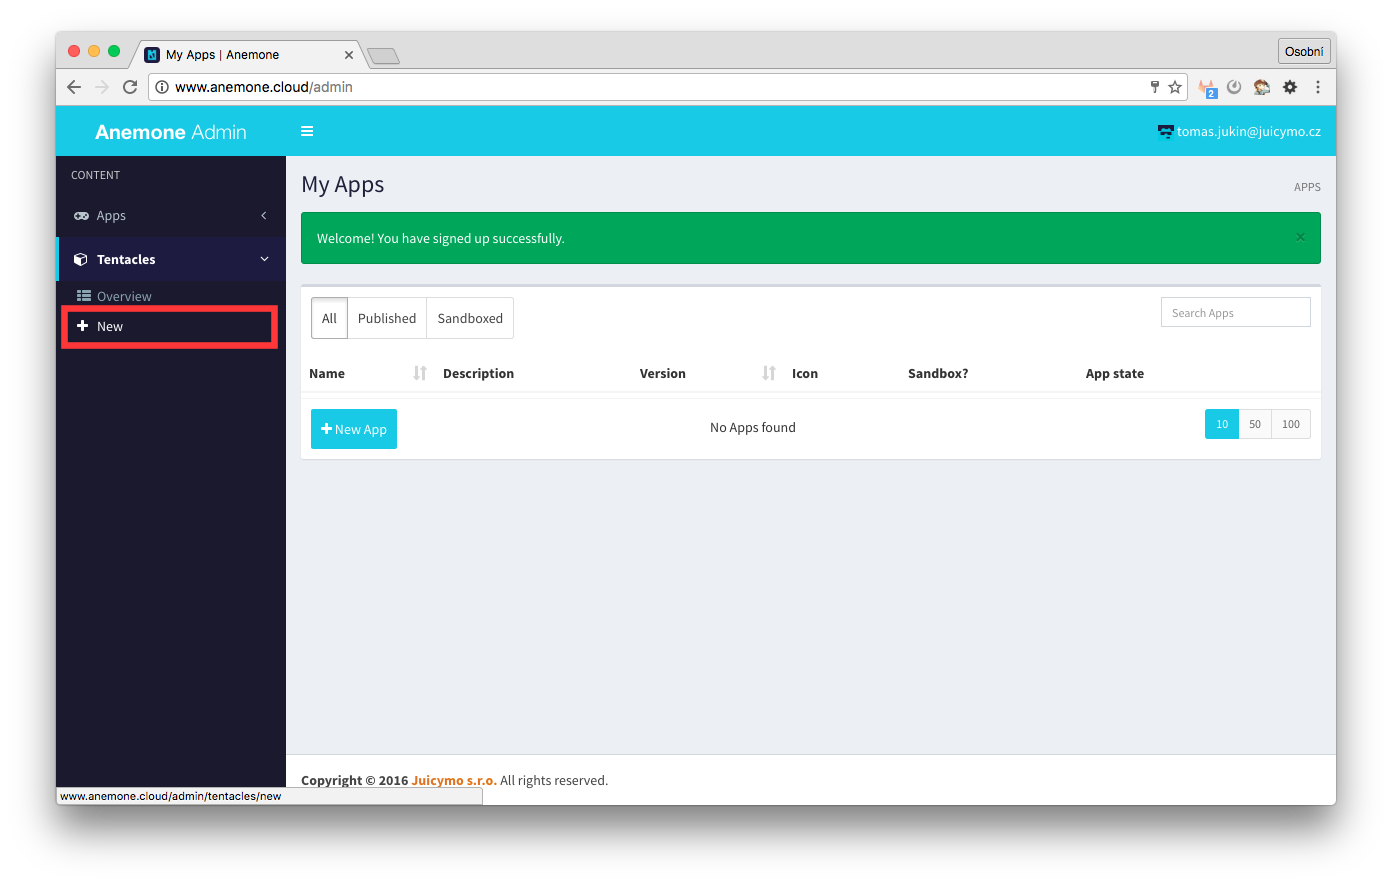 My Apps | Anemone
Osobní
www.anemone.cloud/admin
2
Anemone Admin
tomas.jukin@juicymo.cz
CONTENT
Apps
Tentacles
Overview
New
My Apps
APPS
Welcome! You have signed up successfully.
×
All Published Sandboxed
Search Apps
Name Description Version Icon Sandbox? App state
New App
No Apps found
10 50 100
Copyright © 2016 Juicymo s.r.o. All rights reserved.
www.anemone.cloud/admin/tentacles/new